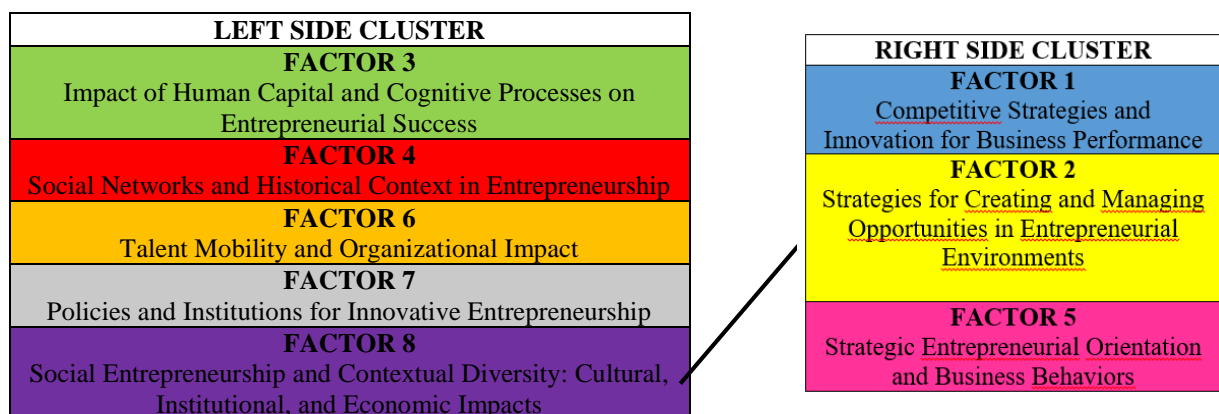 LEFT SIDE CLUSTER
FACTOR 3
Impact of Human Capital and Cognitive Processes on
Entrepreneurial Success
FACTOR 4
Social Networks and Historical Context in Entrepreneurship
FACTOR 6
Talent Mobility and Organizational Impact
FACTOR 7
Policies and Institutions for Innovative Entrepreneurship
FACTOR 8
Social Entrepreneurship and Contextual Diversity: Cultural,
Institutional, and Economic Impacts
RIGHT SIDE CLUSTER
FACTOR 1
Competitive Strategies and
Innovation for Business Performance
FACTOR 2
Strategies for Creating and Managing
Opportunities in Entrepreneurial
Environments
FACTOR 5
Strategic Entrepreneurial Orientation
and Business Behaviors